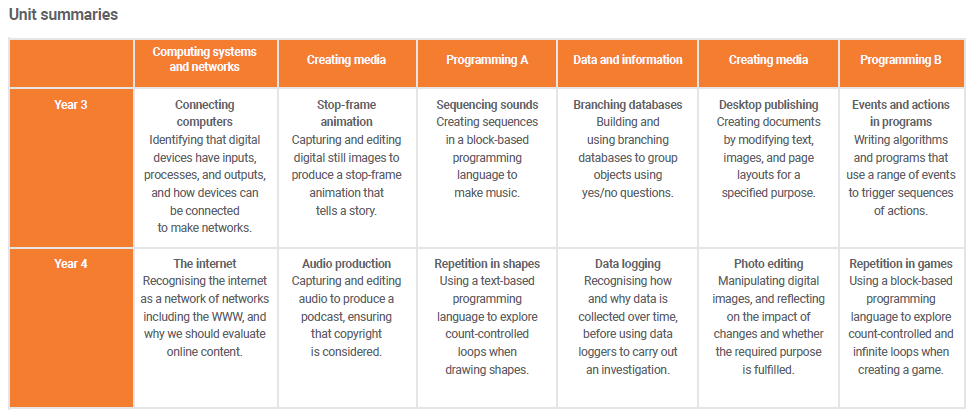 Unit summaries
Computing systems
and networks
Creating media
Programming A
Data and information
Creating media
Programming B
Year 3
Connecting
computers
Identifying that digital
devices have inputs,
processes, and outputs,
and how devices can
be connected
to make networks.
Stop-frame
animation
Capturing and editing
digital still images to
produce a stop-frame
animation that
tells a story.
Sequencing sounds
Creating sequences
in a block-based
programming
language to
make music.
Branching databases
Building and
using branching
databases to group
objects using
yes/no questions.
Desktop publishing
Creating documents
by modifying text,
images, and page
layouts for a
specified purpose.
Events and actions
in programs
Writing algorithms
and programs that
use a range of events
to trigger sequences
of actions.
Year 4
The internet
Recognising the internet
as a network of networks
including the WWW, and
why we should evaluate
online content.
Audio production
Capturing and editing
audio to produce a
podcast, ensuring
that copyright
is considered.
Repetition in shapes
Using a text-based
programming
language to explore
count-controlled
loops when
drawing shapes.
Data logging
Recognising how
and why data is
collected over time,
before using data
loggers to carry out
an investigation.
Photo editing
Manipulating digital
images, and reflecting
on the impact of
changes and whether
the required purpose
is fulfilled.
Repetition in games
Using a block-based
programming
language to explore
count-controlled and
infinite loops when
creating a game.